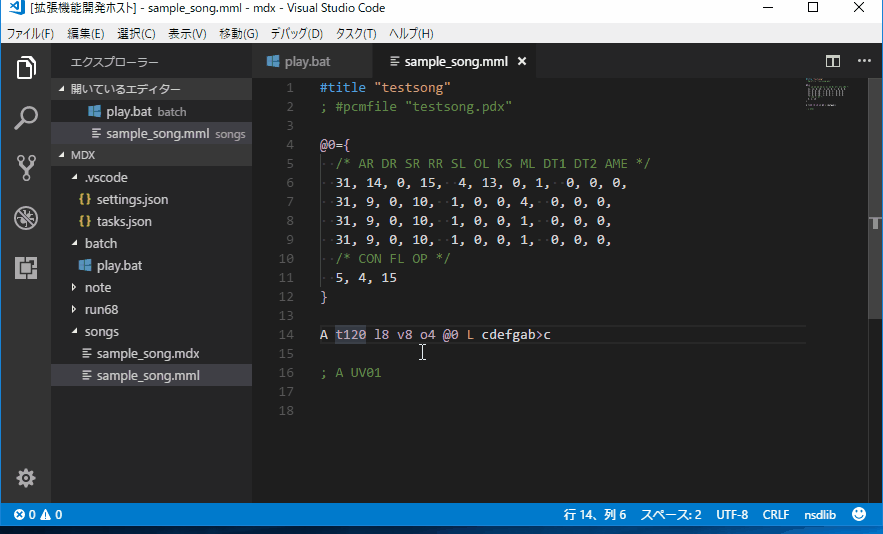 [拡張機能開発ホスト] - sample_song.mml - mdx - Visual Studio Code
ファイル(F) 編集(E) 選択(C) 表示(V) 移動(G) デバッグ(D) タスク(T) ヘルプ(H)
エクスプローラー
開いているエディター
play.bat batch
sample_song.mml songs
MDX
.vscode
{} settings.json
{} tasks.json
batch
play.bat
note
run68
songs
sample_song.mdx
sample_song.mml
play.bat sample_song.mml
1 #title "testsong"
2 ; #pcmfile "testsong.pdx"
3
4 @0={
5 /* AR DR SR RR SL OL KS ML DT1 DT2 AME */
6 31, 14, 0, 15, 4, 13, 0, 1, 0, 0, 0,
7 31, 9, 0, 10, 1, 0, 0, 4, 0, 0, 0,
8 31, 9, 0, 10, 1, 0, 0, 1, 0, 0, 0,
9 31, 9, 0, 10, 1, 0, 0, 1, 0, 0, 0,
10 /* CON FL OP */
11 5, 4, 15
12 }
13
14 A t120 l8 v8 o4 @0 L cdefgab>c
15
16 ; A UV01
17
18
0 0 行 14、列 6 スペース: 2 UTF-8 CRLF nsdlib